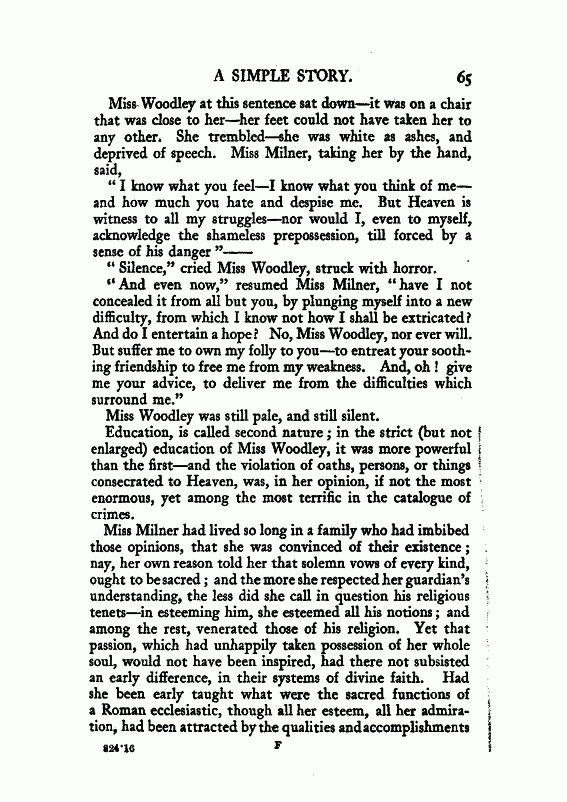 A SIMPLE STORY. 65
Miss Woodley at this sentence sat down—it was on a chair
that was close to her—her feet could not have taken her to
any other. She trembled—she was white as ashes, and
deprived of speech. Miss Milner, taking her by the hand,
said,
“ I know what you feel—I know what you think of me—
and how much you hate and despise me. But Heaven is
witness to all my struggles—nor would I, even to myself,
acknowledge the shameless prepossession, till forced by a
sense of his danger ”——
“ Silence,” cried Miss Woodley, struck with horror.
“ And even now,” resumed Miss Milner, “ have I not
concealed it from all but you, by plunging myself into a new
difficulty, from which I know not how I shall be extricated?
And do I entertain a hope? No, Miss Woodley, nor ever will.
But suffer me to own my folly to you—to entreat your sooth-
ing friendship to free me from my weakness. And, oh ! give
me your advice, to deliver me from the difficulties which
surround me.”
Miss Woodley was still pale, and still silent.
Education, is called second nature ; in the strict (but not
enlarged) education of Miss Woodley, it was more powerful
than the first—and the violation of oaths, persons, or things
consecrated to Heaven, was, in her opinion, if not the most
enormous, yet among the most terrific in the catalogue of
crimes.
Miss Milner had lived so long in a family who had imbibed
those opinions, that she was convinced of their existence ;
nay, her own reason told her that solemn vows of every kind,
ought to be sacred ; and the more she respected her guardian’s
understanding, the less did she call in question his religious
tenets—in esteeming him, she esteemed all his notions ; and
among the rest, venerated those of his religion. Yet that
passion, which had unhappily taken possession of her whole
soul, would not have been inspired, had there not subsisted
an early difference, in their systems of divine faith. Had
she been early taught what were the sacred functions of
a Roman ecclesiastic, though all her esteem, all her admira-
tion, had been attracted by the qualities and accomplishments
824·16 F